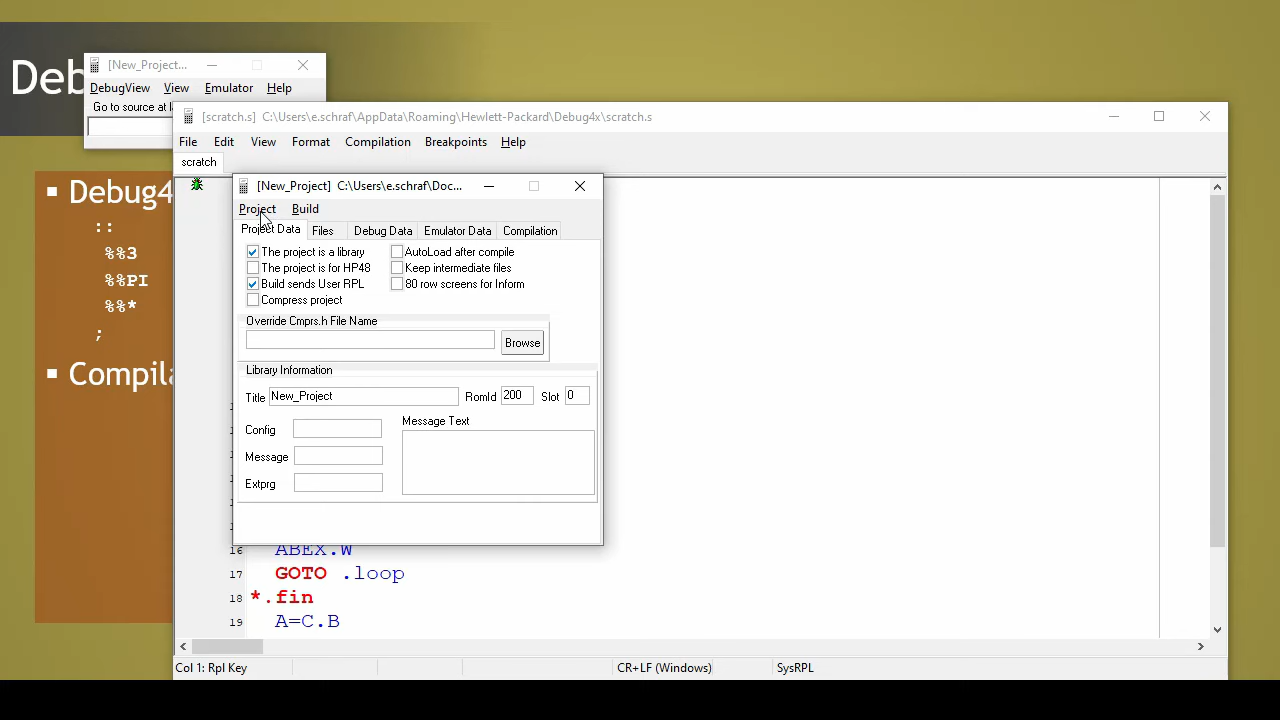 Deb
[New_Project...
DebugView View Emulator Help
Go to source at la
[scratch.s] C:\Users\e.schraf\AppData\Roaming\Hewlett-Packard\Debug4x\scratch.s
File Edit View Format Compilation Breakpoints Help
scratch
Debug4
::
%%3
%%PI
%%*
;
Compila
[New_Project] C:\Users\e.schraf\Doc...
Project Build
Project Data Files Debug Data Emulator Data Compilation
The project is a library AutoLoad after compile
The project is for HP48 Keep intermediate files
Build sends User RPL 80 row screens for Inform
Compress project
Override Cmprs.h File Name
Browse
Library Information
Title New_Project RomId 200 Slot 0
Config Message Text
Message
Extprg
16 ABEX.W
17 GOTO .loop
18 *.fin
19 A=C.B
Col 1: Rpl Key CR+LF (Windows) SysRPL